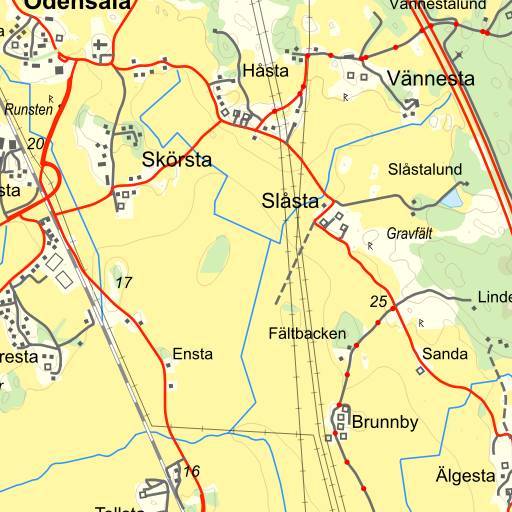 Odensala
Vännestalund
Håsta
Vännesta
Runsten
R
R
20
Skörsta
Slåstalund
sta
Slåsta
Gravfält
R
17
25
Linde
R
Fältbacken
resta
Ensta
Sanda
Brunnby
16
Älgesta